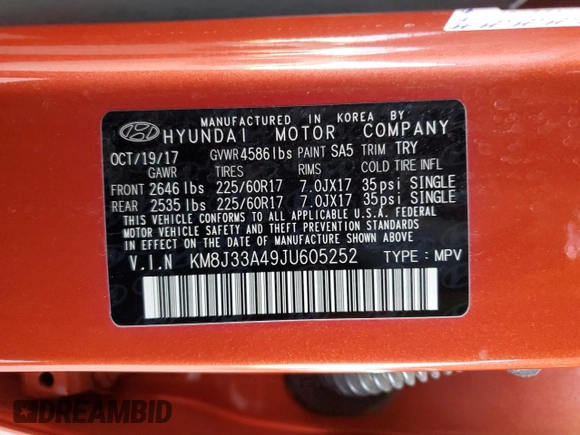 MANUFACTURED IN KOREA BY
HYUNDAI MOTOR COMPANY
OCT/19/17 GVWR 4586 lbs PAINT SA5 TRIM TRY
GAWR TIRES RIMS COLD TIRE INFL
FRONT 2646 lbs 225/60R17 7.0JX17 35psi SINGLE
REAR 2535 lbs 225/60R17 7.0JX17 35psi SINGLE
THIS VEHICLE CONFORMS TO ALL APPLICABLE U.S.A. FEDERAL
MOTOR VEHICLE SAFETY AND THEFT PREVENTION STANDARDS
IN EFFECT ON THE DATE OF MANUFACTURE SHOWN ABOVE.
V.I.N KM8J33A49JU605252 TYPE : MPV
DREAMBID